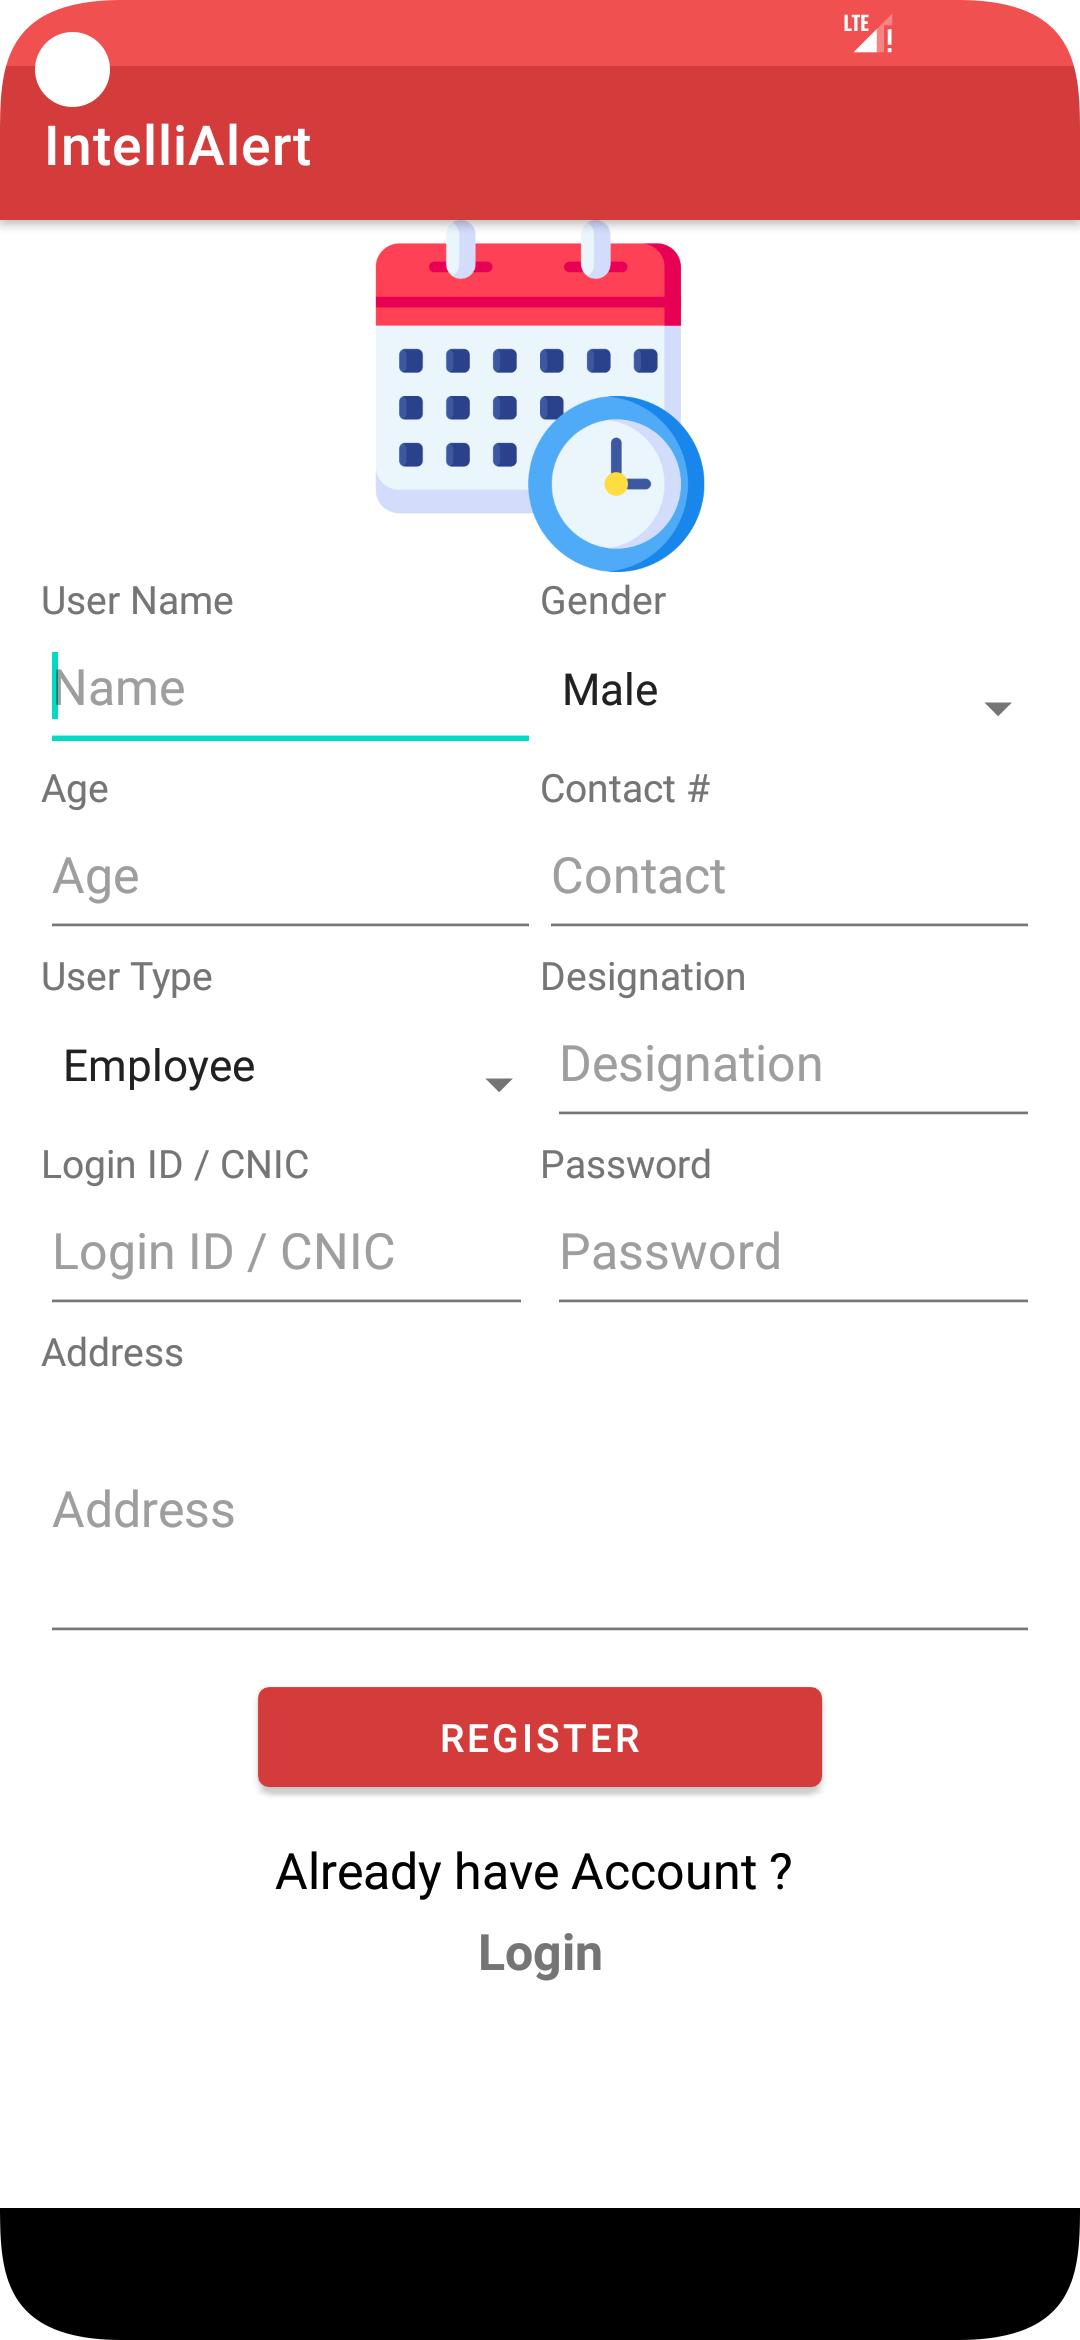 LTE !
IntelliAlert
User Name Gender
Name Male
Age Contact #
Age Contact
User Type Designation
Employee Designation
Login ID / CNIC Password
Login ID / CNIC Password
Address
Address
REGISTER
Already have Account ?
Login